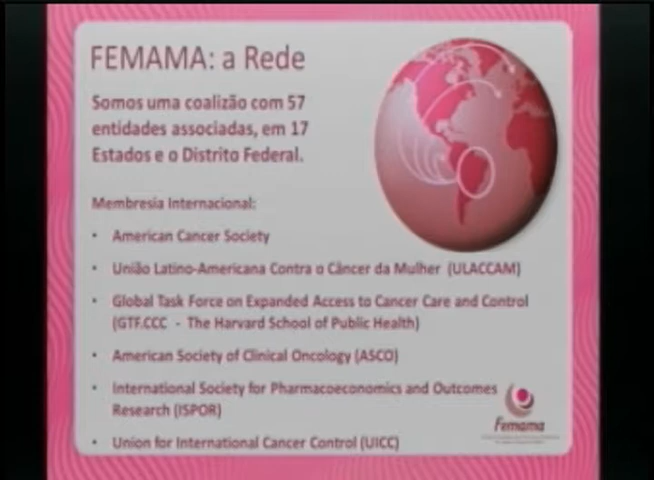 FEMAMA: a Rede
Somos uma coalizão com 57
entidades associadas, em 17
Estados e o Distrito Federal.
Membresia Internacional:
• American Cancer Society
• União Latino-Americana Contra o Câncer da Mulher (ULACCAM)
• Global Task Force on Expanded Access to Cancer Care and Control
(GTF.CCC - The Harvard School of Public Health)
• American Society of Clinical Oncology (ASCO)
• International Society for Pharmacoeconomics and Outcomes
Research (ISPOR)
• Union for International Cancer Control (UICC)
femama